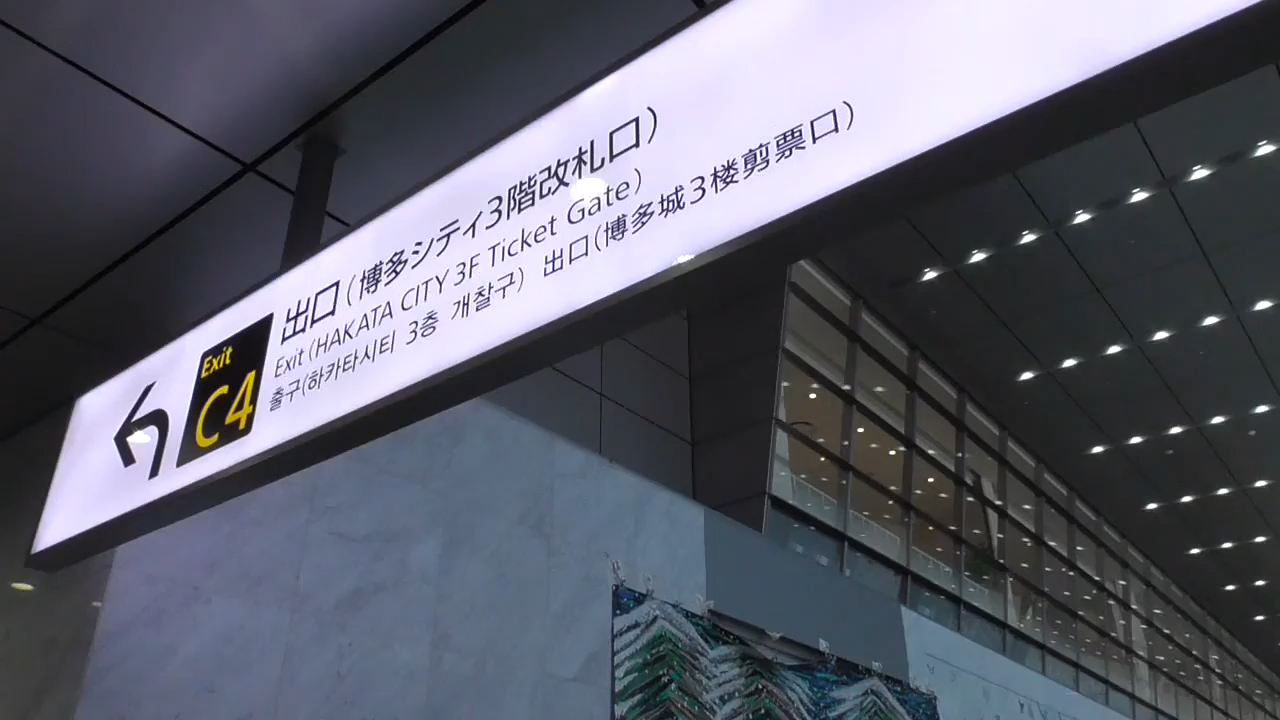 Exit
C4
出口(博多シティ3階改札口)
Exit (HAKATA CITY 3F Ticket Gate)
출구(하카타시티 3층 개찰구) 出口(博多城3楼剪票口)